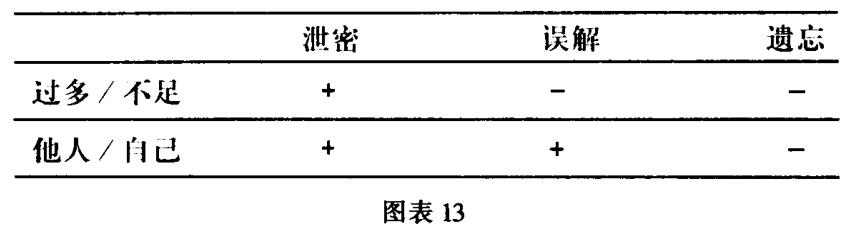 泄密 误解 遗忘
过多／不足 + − −
他人／自己 + + −
图表 13